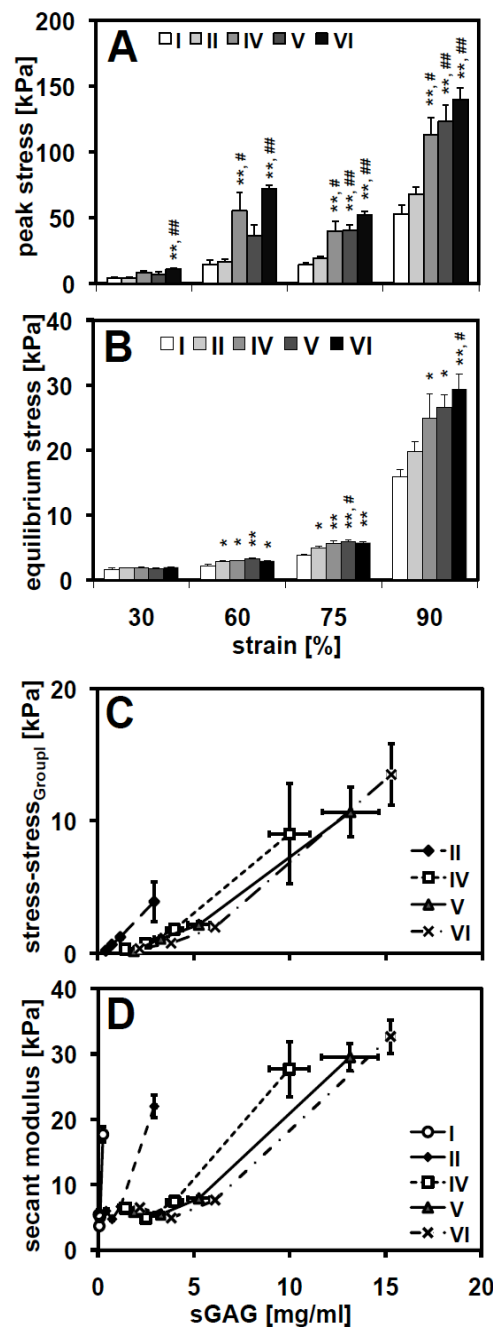 A
I II IV V VI
200
150
100
50
0
peak stress [kPa]
**, ##
**, #
**, ##
**, #
**, ##
**, ##
**, #
**, ##
**, ##
B
I II IV V VI
40
30
20
10
0
equilibrium stress [kPa]
* * ** *
* ** **, # **
* * **, #
30 60 75 90
strain [%]
C
20
10
0
stress-stressGroupI [kPa]
II
IV
V
VI
D
40
30
20
10
0
secant modulus [kPa]
I
II
IV
V
VI
0 5 10 15 20
sGAG [mg/ml]